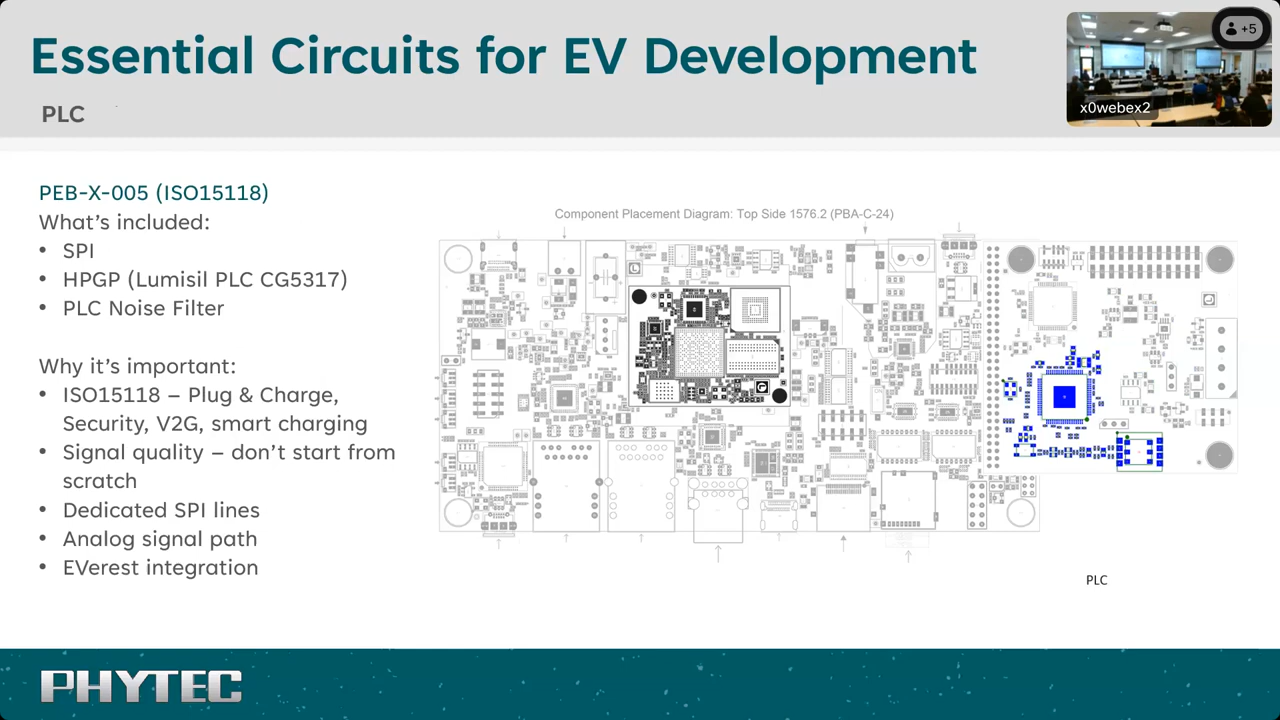 Essential Circuits for EV Development
PLC
+5
x0webex2
PEB-X-005 (ISO15118)
What's included:
• SPI
• HPGP (Lumisil PLC CG5317)
• PLC Noise Filter
Why it's important:
• ISO15118 – Plug & Charge,
Security, V2G, smart charging
• Signal quality – don't start from
scratch
• Dedicated SPI lines
• Analog signal path
• EVerest integration
Component Placement Diagram: Top Side 1576.2 (PBA-C-24)
PLC
PHYTEC